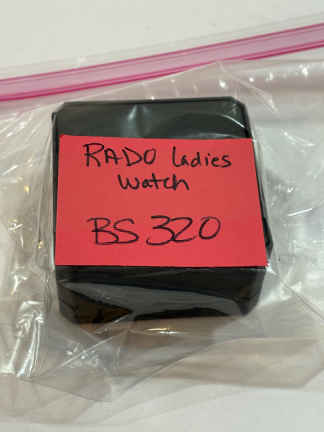 RADO ladies
watch
BS 320